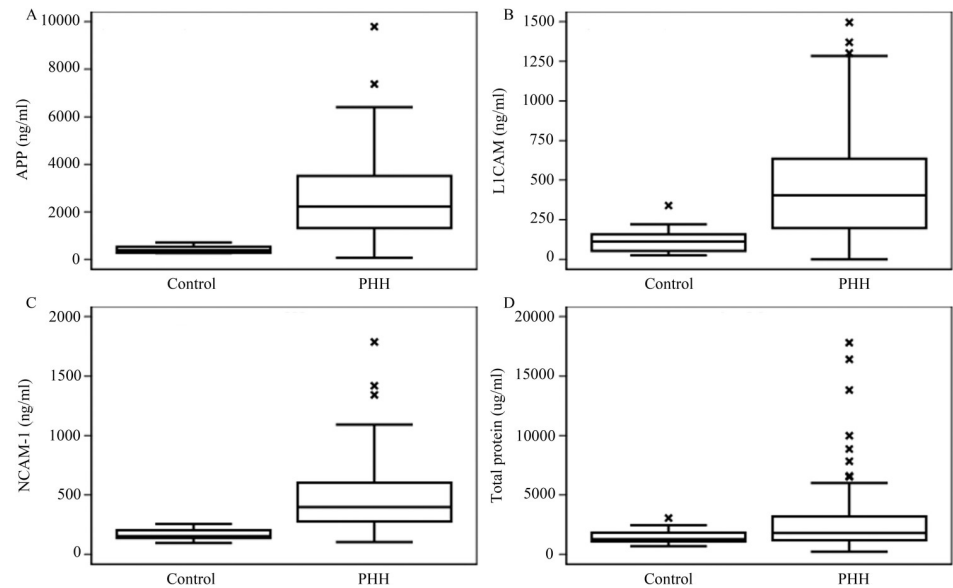 A
B
APP (ng/ml)
10000
8000
6000
4000
2000
0
Control
PHH
L1CAM (ng/ml)
1500
1250
1000
750
500
250
0
Control
PHH
C
D
NCAM-1 (ng/ml)
2000
1500
1000
500
0
Control
PHH
Total protein (ug/ml)
20000
15000
10000
5000
0
Control
PHH